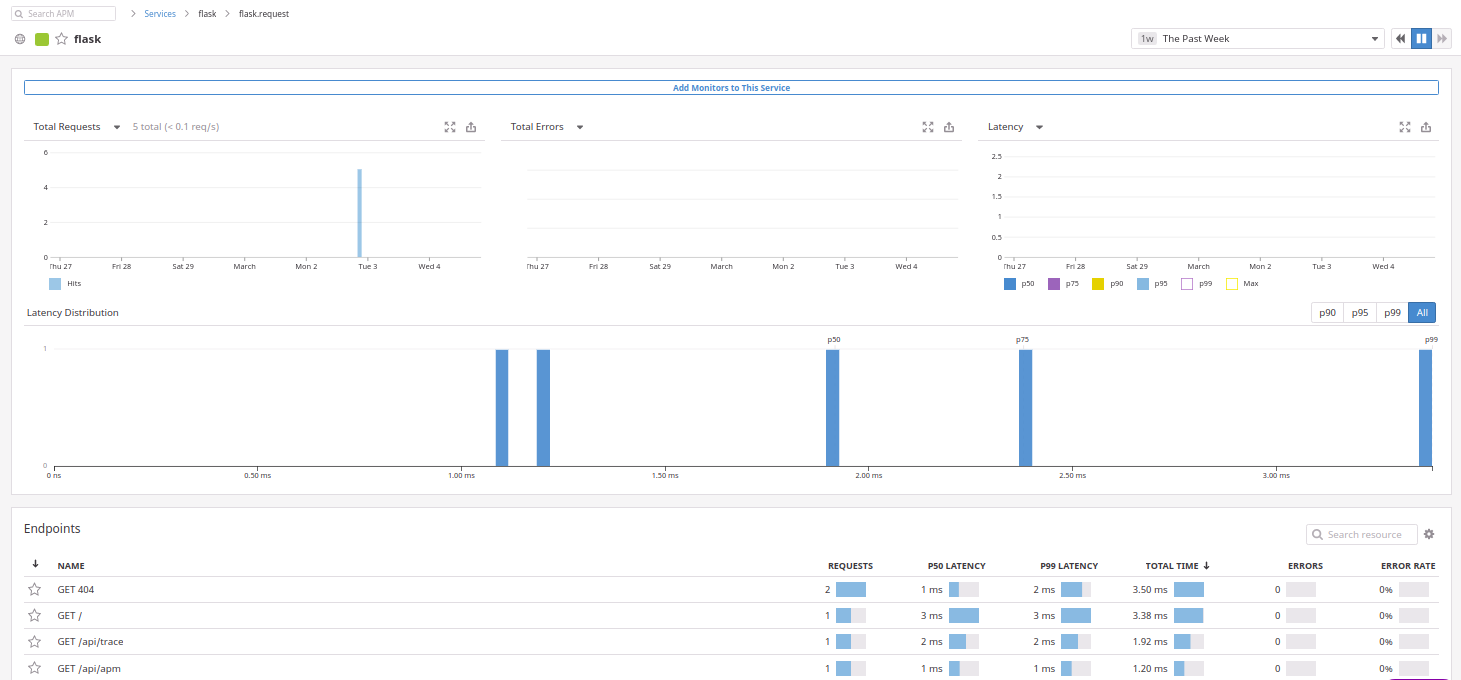 Search APM
Services
flask
flask.request
flask
1w The Past Week
Add Monitors to This Service
Total Requests 5 total (< 0.1 req/s)
Total Errors
Latency
6
4
2
0
Thu 27 Fri 28 Sat 29 March Mon 2 Tue 3 Wed 4
Hits
Thu 27 Fri 28 Sat 29 March Mon 2 Tue 3 Wed 4
2.5
2
1.5
1
0.5
0
Thu 27 Fri 28 Sat 29 March Mon 2 Tue 3 Wed 4
p50 p75 p90 p95 p99 Max
Latency Distribution
p90 p95 p99 All
p50 p75 p99
1
0
0 ns 0.50 ms 1.00 ms 1.50 ms 2.00 ms 2.50 ms 3.00 ms
Endpoints
Search resource
NAME REQUESTS P50 LATENCY P99 LATENCY TOTAL TIME ERRORS ERROR RATE
GET 404 2 1 ms 2 ms 3.50 ms 0 0%
GET / 1 3 ms 3 ms 3.38 ms 0 0%
GET /api/trace 1 2 ms 2 ms 1.92 ms 0 0%
GET /api/apm 1 1 ms 1 ms 1.20 ms 0 0%